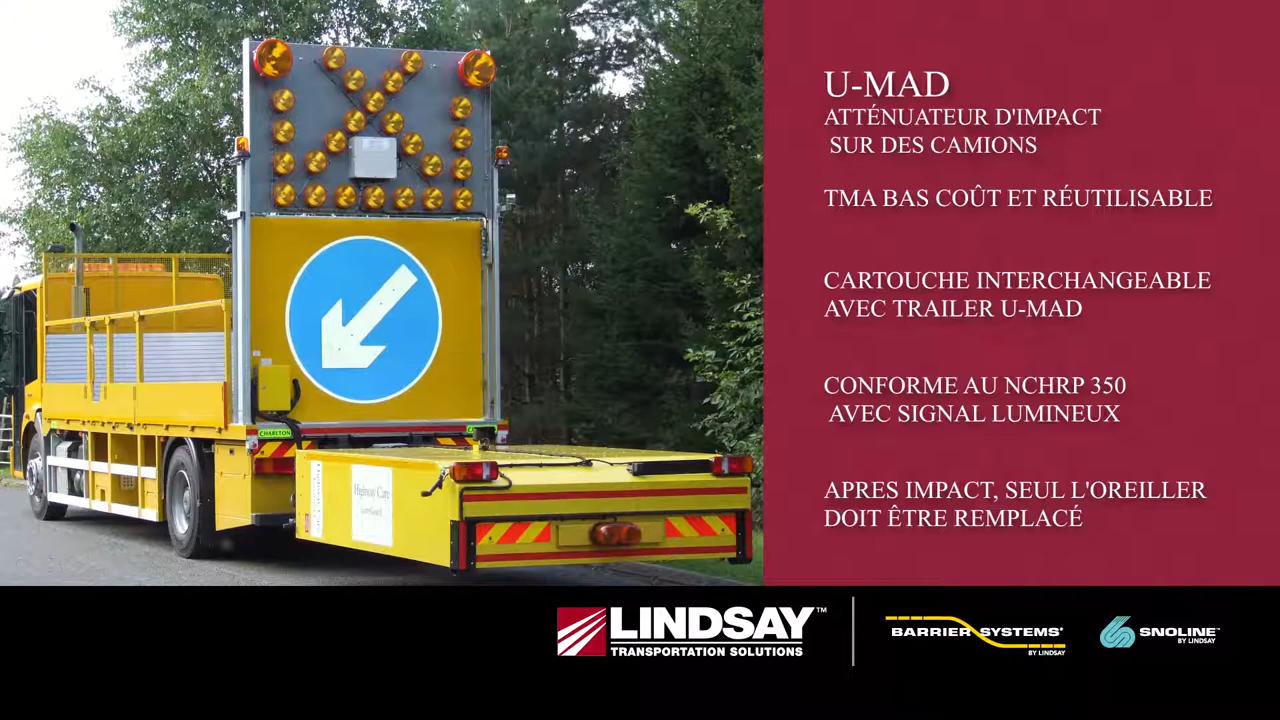 U-MAD
ATTÉNUATEUR D'IMPACT
SUR DES CAMIONS
TMA BAS COÛT ET RÉUTILISABLE
CARTOUCHE INTERCHANGEABLE
AVEC TRAILER U-MAD
CONFORME AU NCHRP 350
AVEC SIGNAL LUMINEUX
APRES IMPACT, SEUL L'OREILLER
DOIT ÊTRE REMPLACÉ
CHARLTON
Highway Care
LINDSAY™
TRANSPORTATION SOLUTIONS
BARRIER SYSTEMS®
BY LINDSAY
SNOLINE™
BY LINDSAY